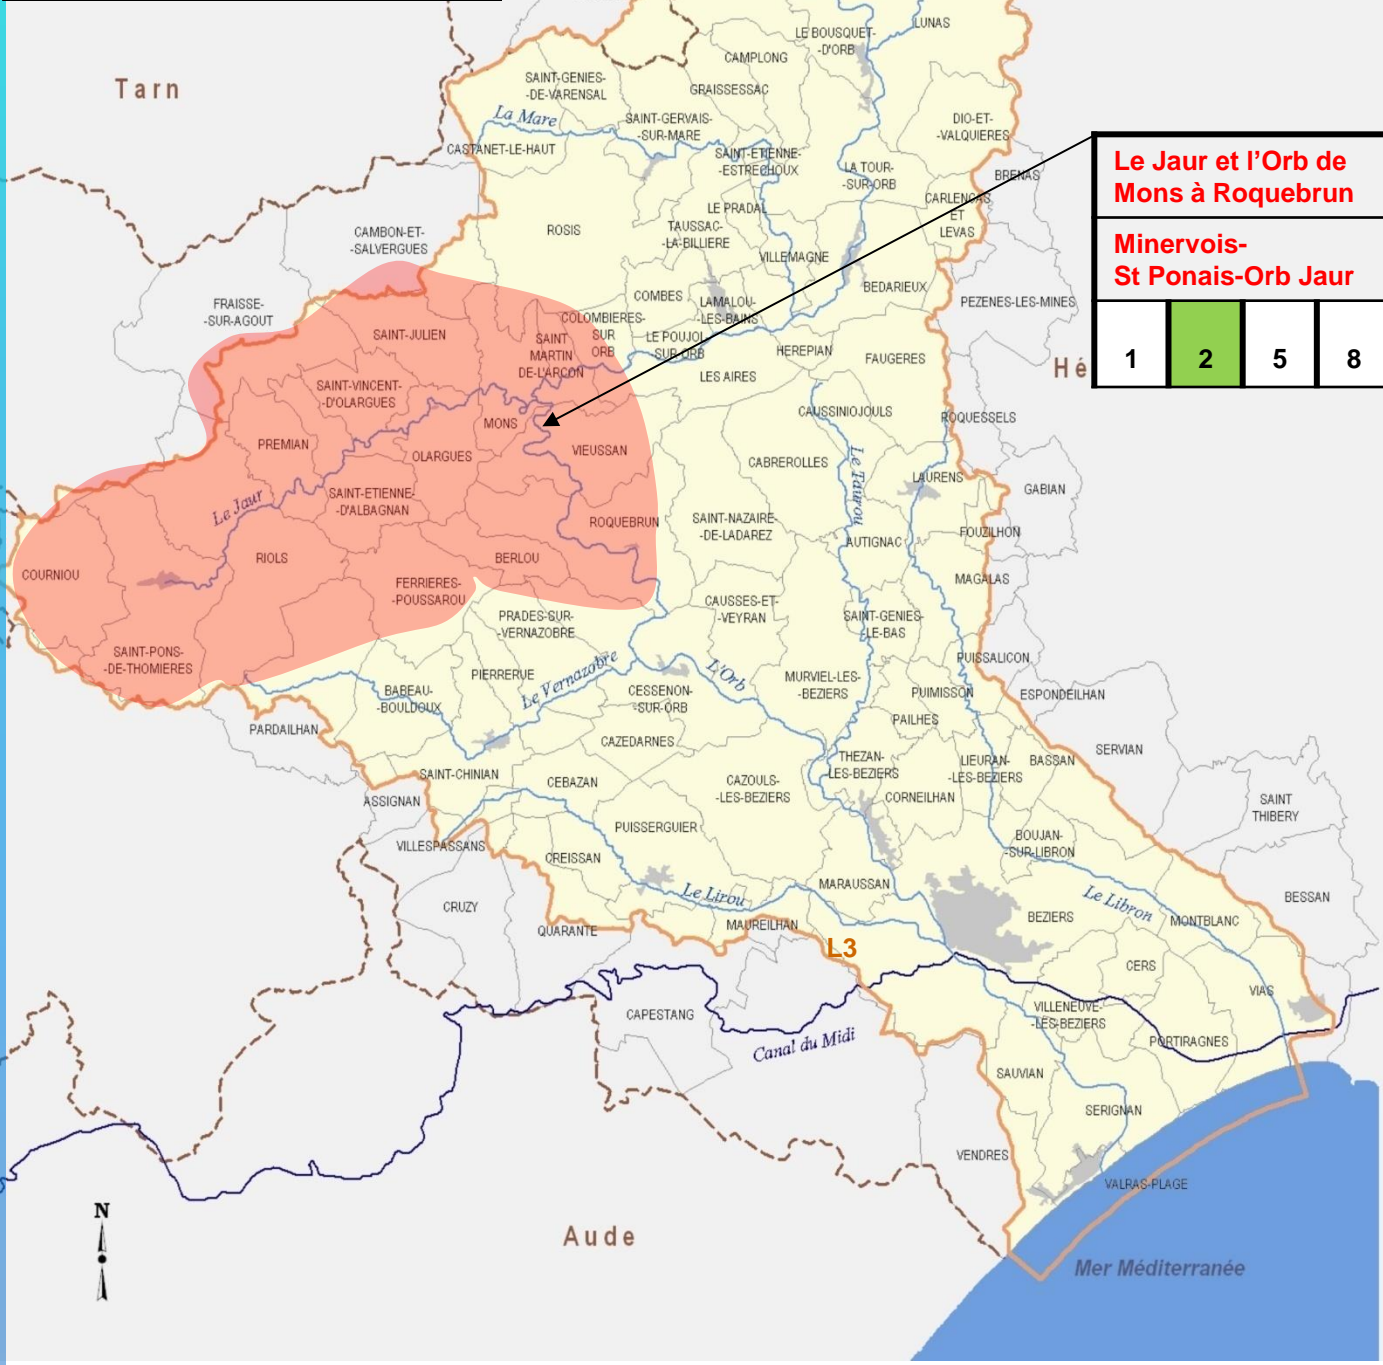 LUNAS
LE BOUSQUET-
-D'ORB
CAMPLONG
Tarn
SAINT-GENIES-
-DE-VARENSAL
GRAISSESSAC
La Mare
SAINT-GERVAIS-
-SUR-MARE
DIO-ET-
-VALQUIERES
CASTANET-LE-HAUT
SAINT-ETIENNE-
-ESTRECHOUX
LA TOUR-
-SUR-ORB
BRENAS
Le Jaur et l'Orb de
Mons à Roquebrun
CARLENCAS
ET
LEVAS
LE PRADAL
CAMBON-ET-
-SALVERGUES
ROSIS
TAUSSAC-
-LA-BILLIERE
VILLEMAGNE
Minervois-
St Ponais-Orb Jaur
BEDARIEUX
PEZENES-LES-MINES
FRAISSE-
-SUR-AGOUT
COMBES
LAMALOU-
-LES-BAINS
COLOMBIERES-
SUR
ORB
SAINT-JULIEN
SAINT
MARTIN
DE-L'ARCON
LE POUJOL
-SUR-ORB
HEREPIAN
FAUGERES
Hé
1 2 5 8
LES AIRES
SAINT-VINCENT-
-D'OLARGUES
CAUSSINIOJOULS
ROQUESSELS
MONS
PREMIAN
OLARGUES
VIEUSSAN
CABREROLLES
Le Taurou
LAURENS
GABIAN
Le Jaur
SAINT-ETIENNE-
-D'ALBAGNAN
ROQUEBRUN
SAINT-NAZAIRE-
-DE-LADAREZ
AUTIGNAC
FOUZILHON
COURNIOU
RIOLS
BERLOU
FERRIERES-
-POUSSAROU
MAGALAS
CAUSSES-ET-
-VEYRAN
PRADES-SUR-
-VERNAZOBRE
SAINT-GENIES-
-LE-BAS
SAINT-PONS-
-DE-THOMIERES
PUISSALICON
PIERRERUE
Le Vernazobre
L'Orb
MURVIEL-LES-
-BEZIERS
BABEAU-
-BOULDOUX
CESSENON-
-SUR-ORB
PUIMISSON
ESPONDEILHAN
PARDAILHAN
PAILHES
CAZEDARNES
SERVIAN
THEZAN-
-LES-BEZIERS
LIEURAN-
-LES-BEZIERS
BASSAN
SAINT-CHINIAN
CEBAZAN
CAZOULS-
-LES-BEZIERS
CORNEILHAN
ASSIGNAN
SAINT
THIBERY
PUISSERGUIER
BOUJAN-
-SUR-LIBRON
VILLESPASSANS
CREISSAN
MARAUSSAN
Le Lirou
Le Libron
BESSAN
CRUZY
BEZIERS
MONTBLANC
QUARANTE
MAUREILHAN
L3
CERS
VIAS
CAPESTANG
VILLENEUVE-
-LES-BEZIERS
Canal du Midi
PORTIRAGNES
SAUVIAN
SERIGNAN
VENDRES
VALRAS-PLAGE
N
Aude
Mer Méditerranée